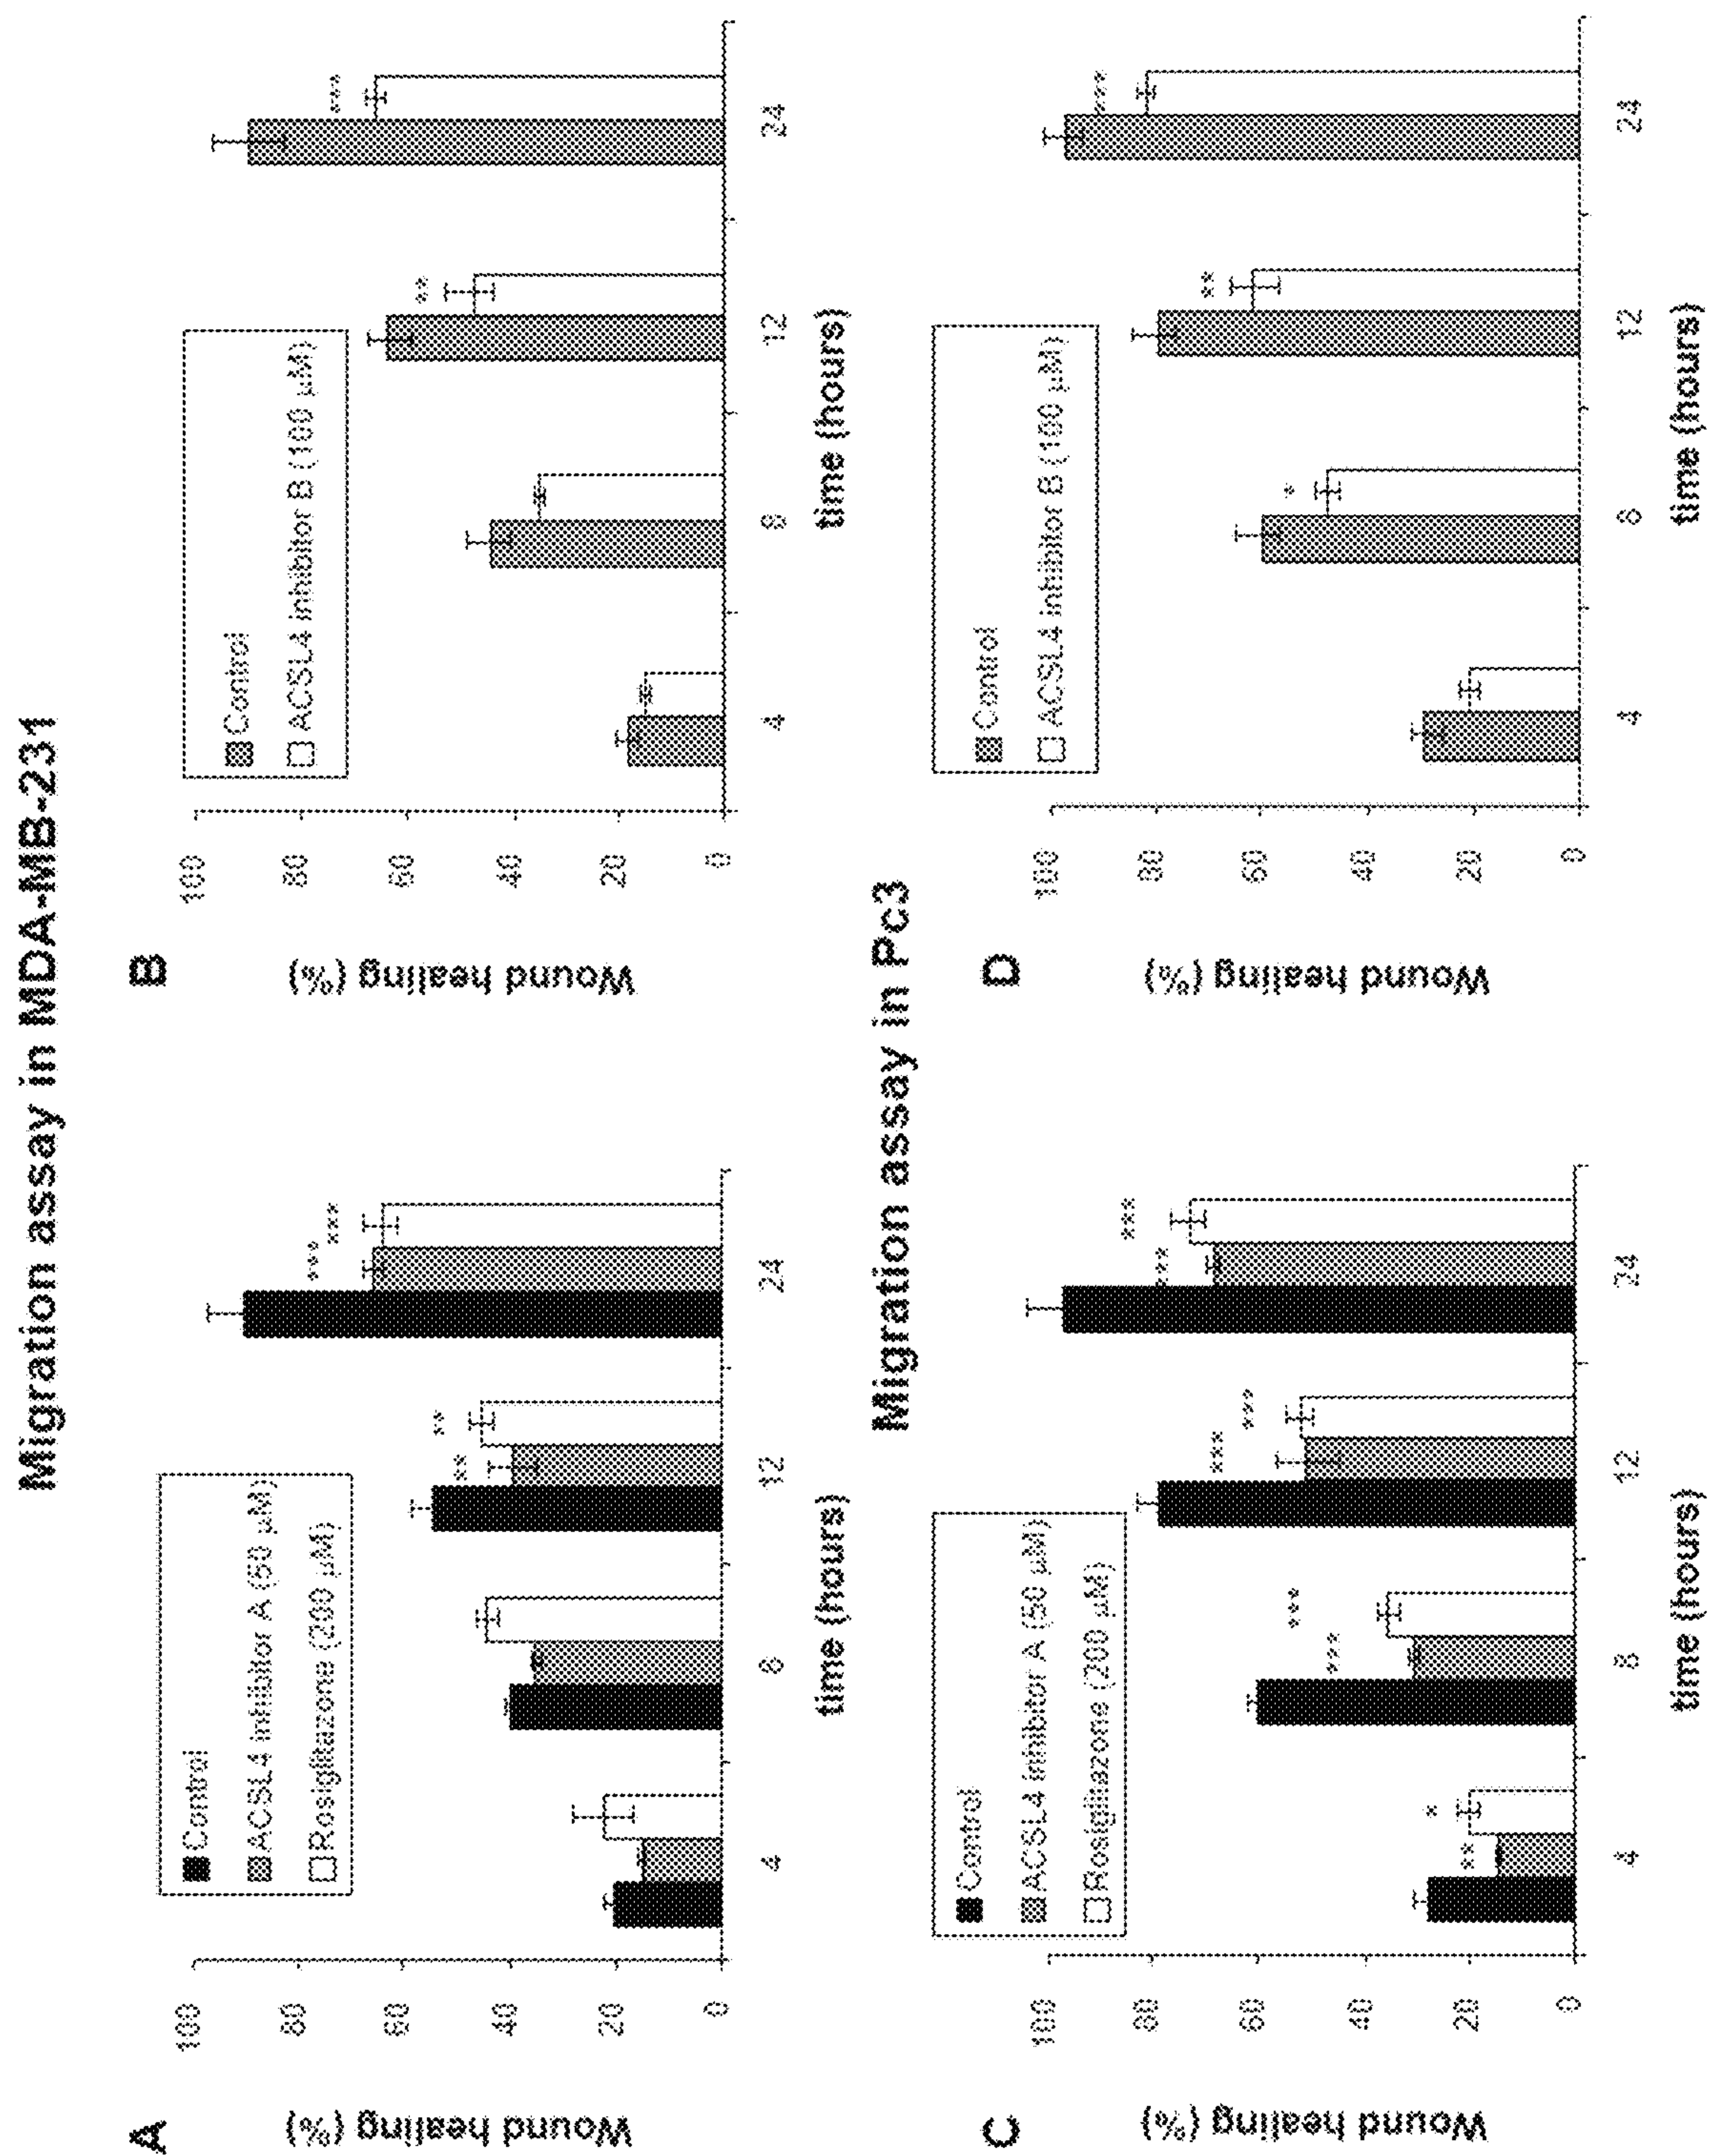 Migration assay in MDA-MB-231
A
Wound healing (%)
100
80
60
40
20
0
Control
ACSL4 inhibitor A (50 µM)
Rosiglitazone (200 µM)
**
**
***
***
4
8
12
24
time (hours)
B
Wound healing (%)
100
80
60
40
20
0
Control
ACSL4 inhibitor B (100 µM)
**
***
4
8
12
24
time (hours)
Migration assay in Pc3
C
Wound healing (%)
100
80
60
40
20
0
Control
ACSL4 inhibitor A (50 µM)
Rosiglitazone (200 µM)
**
*
***
***
***
***
***
***
4
8
12
24
time (hours)
D
Wound healing (%)
100
80
60
40
20
0
Control
ACSL4 inhibitor B (100 µM)
*
**
***
4
8
12
24
time (hours)